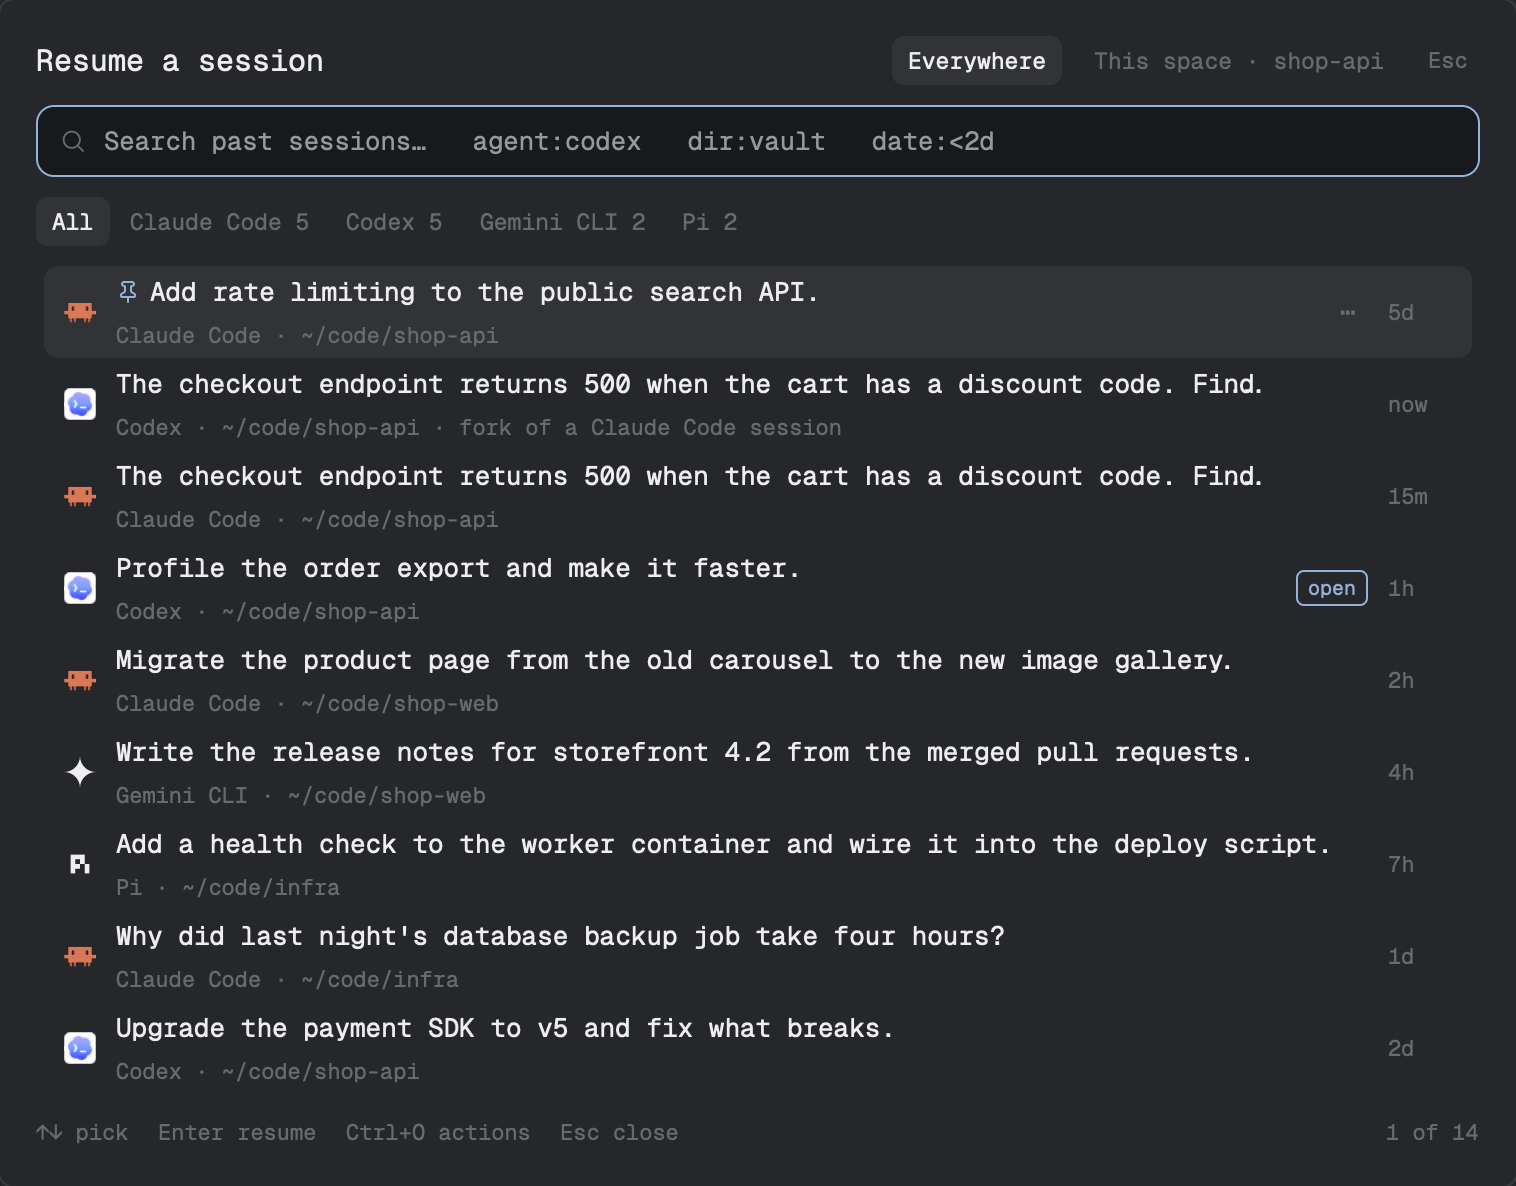 Resume a session
Everywhere This space · shop-api Esc
Search past sessions… agent:codex dir:vault date:<2d
All Claude Code 5 Codex 5 Gemini CLI 2 Pi 2
Add rate limiting to the public search API.
Claude Code · ~/code/shop-api
… 5d
The checkout endpoint returns 500 when the cart has a discount code. Find.
Codex · ~/code/shop-api · fork of a Claude Code session
now
The checkout endpoint returns 500 when the cart has a discount code. Find.
Claude Code · ~/code/shop-api
15m
Profile the order export and make it faster.
Codex · ~/code/shop-api
open 1h
Migrate the product page from the old carousel to the new image gallery.
Claude Code · ~/code/shop-web
2h
Write the release notes for storefront 4.2 from the merged pull requests.
Gemini CLI · ~/code/shop-web
4h
Add a health check to the worker container and wire it into the deploy script.
Pi · ~/code/infra
7h
Why did last night's database backup job take four hours?
Claude Code · ~/code/infra
1d
Upgrade the payment SDK to v5 and fix what breaks.
Codex · ~/code/shop-api
2d
↑↓ pick Enter resume Ctrl+O actions Esc close 1 of 14